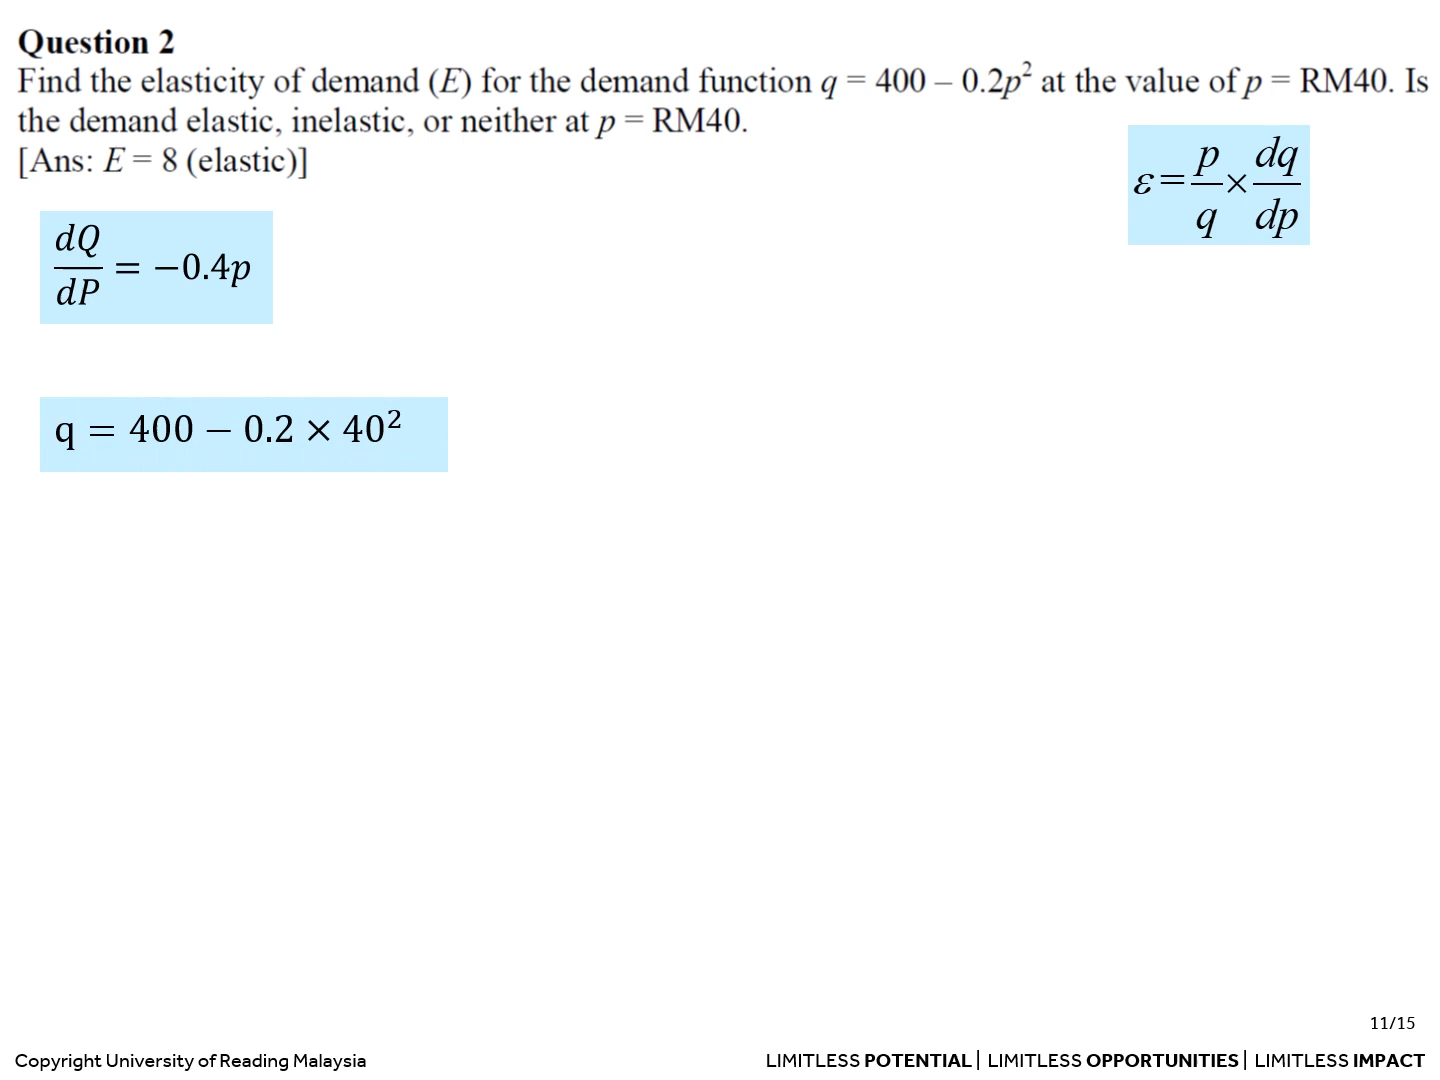 Question 2
Find the elasticity of demand (E) for the demand function q = 400 – 0.2p² at the value of p = RM40. Is
the demand elastic, inelastic, or neither at p = RM40.
[Ans: E = 8 (elastic)]
ε = p/q × dq/dp
dQ/dP = −0.4p
q = 400 − 0.2 × 40²
11/15
Copyright University of Reading Malaysia
LIMITLESS POTENTIAL | LIMITLESS OPPORTUNITIES | LIMITLESS IMPACT